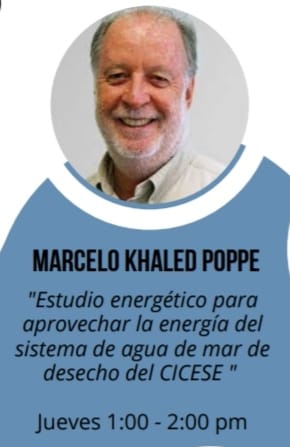 MARCELO KHALED POPPE
"Estudio energético para
aprovechar la energía del
sistema de agua de mar de
desecho del CICESE "
Jueves 1:00 - 2:00 pm